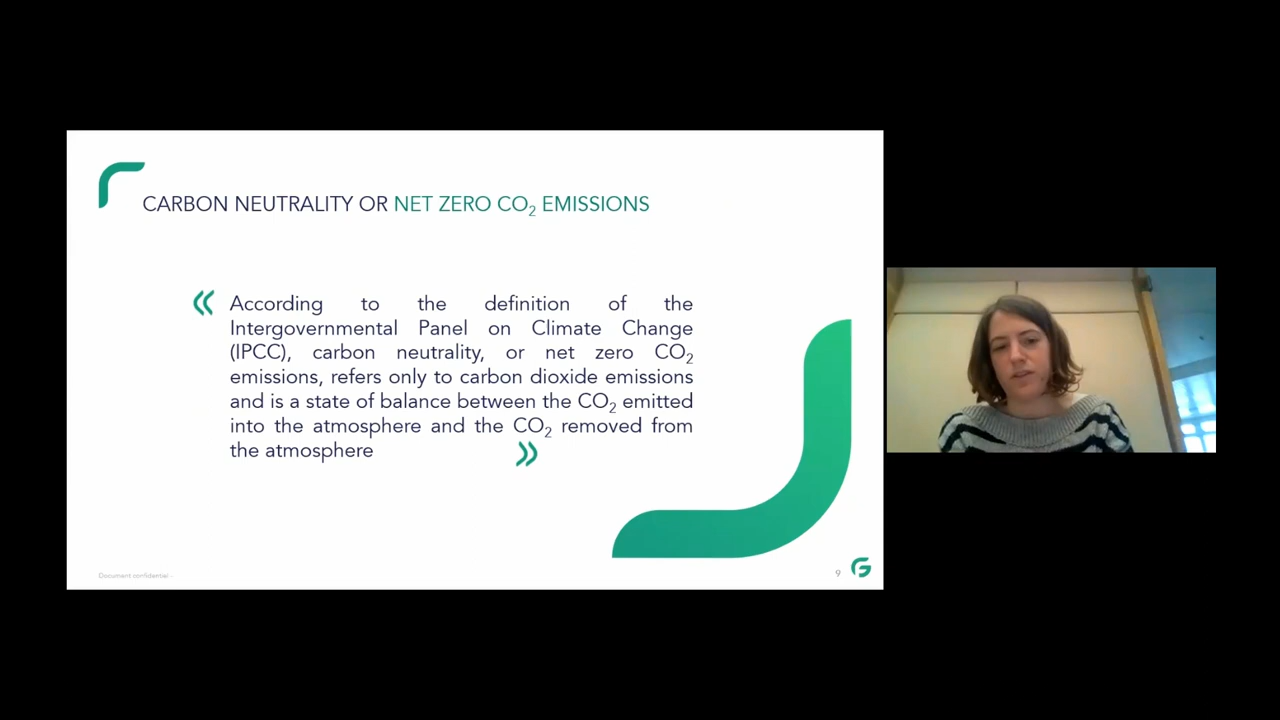 CARBON NEUTRALITY OR NET ZERO CO₂ EMISSIONS
« According to the definition of the
Intergovernmental Panel on Climate Change
(IPCC), carbon neutrality, or net zero CO₂
emissions, refers only to carbon dioxide emissions
and is a state of balance between the CO₂ emitted
into the atmosphere and the CO₂ removed from
the atmosphere »
Document confidentiel -
9